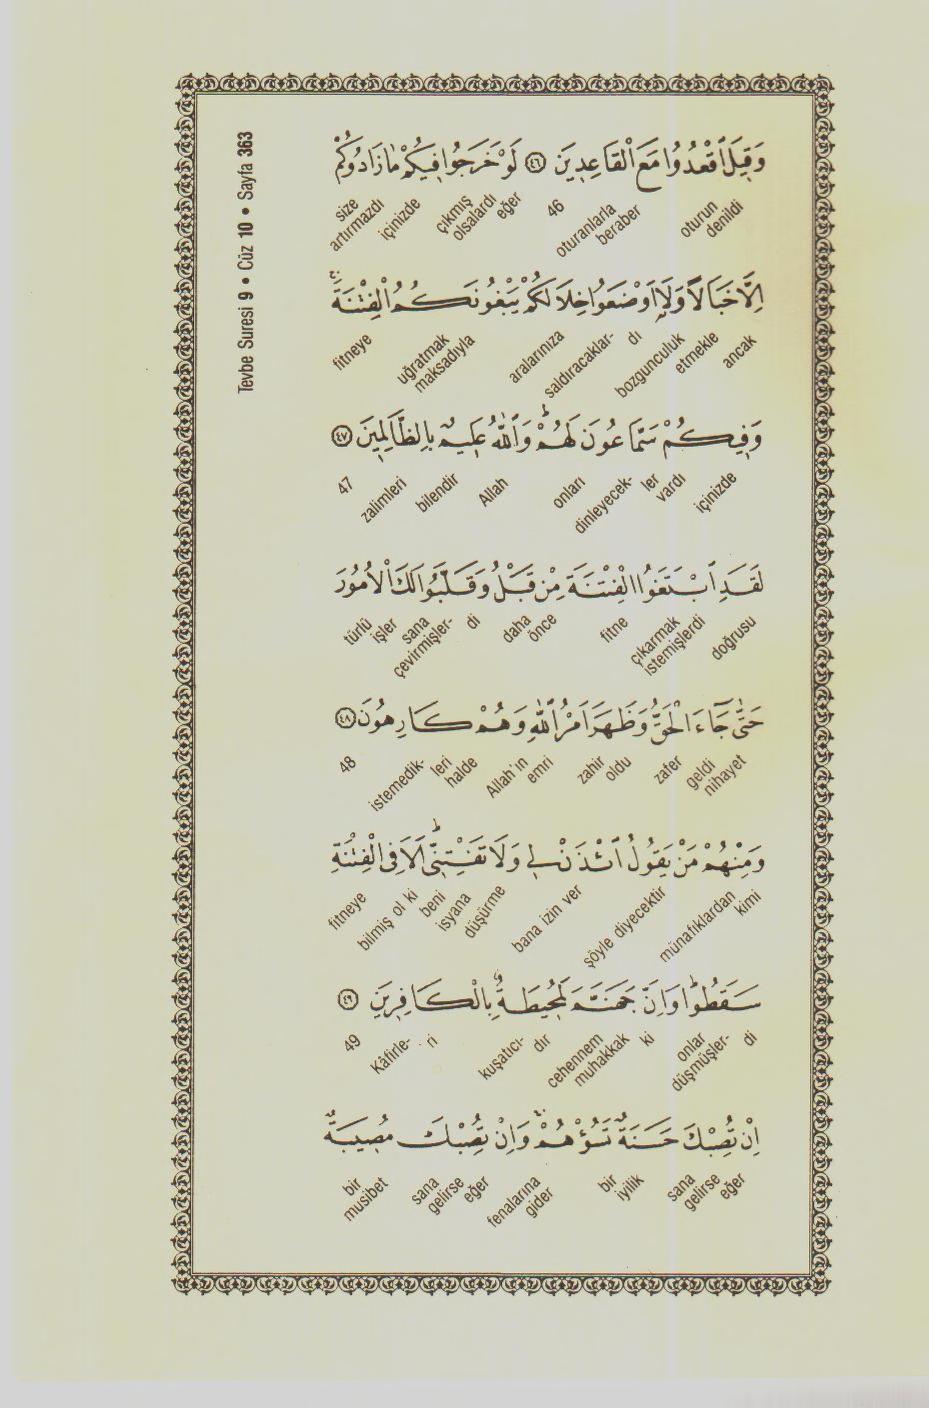 Tevbe Suresi 9 • Cüz 10 • Sayfa 363
وَقِيلَ اقْعُدُوا مَعَ الْقَاعِدِينَ ﴿٤٦﴾ لَوْ خَرَجُوا فِيكُمْ مَا زَادُوكُمْ
oturun denildi oturanlarla beraber 46 eğer çıkmış olsalardı içinizde size artırmazdı
اِلَّا خَبَالًا وَلَا۬اَوْضَعُوا خِلَالَكُمْ يَبْغُونَكُمُ الْفِتْنَةَۚ
ancak bozgunculuk etmekle saldıracaklar- dı aralarınıza uğratmak maksadıyla fitneye
وَفِيكُمْ سَمَّاعُونَ لَهُمْۜ وَاللّٰهُ عَلِيمٌ بِالظَّالِمِينَ ﴿٤٧﴾
içinizde dinleyecek- ler vardı onları Allah bilendir zalimleri 47
لَقَدِ ابْتَغَوُا الْفِتْنَةَ مِنْ قَبْلُ وَقَلَّبُوا لَكَ الْاُمُورَ
doğrusu çıkarmak istemişlerdi fitne daha önce çevirmişler- di sana türlü işler
حَتّٰى جَٓاءَ الْحَقُّ وَظَهَرَ اَمْرُ اللّٰهِ وَهُمْ كَارِهُونَ ﴿٤٨﴾
nihayet geldi zafer zahir oldu Allah'ın emri istemedik- leri halde 48
وَمِنْهُمْ مَنْ يَقُولُ ائْذَنْ لِي وَلَا تَفْتِنِّيۜ اَلَا فِي الْفِتْنَةِ
münafıklardan kimi şöyle diyecektir bana izin ver beni isyana düşürme bilmiş ol ki fitneye
سَقَطُواۜ وَاِنَّ جَهَنَّمَ لَمُحِيطَةٌ بِالْكَافِرِينَ ﴿٤٩﴾
onlar düşmüşler- di ki cehennem muhakkak kuşatıcı- dır Kâfirle- ri 49
اِنْ تُصِبْكَ حَسَنَةٌ تَسُؤْهُمْۚ وَاِنْ تُصِبْكَ مُصِيبَةٌ
eğer sana gelirse bir iyilik fenalarına gider eğer sana gelirse bir musibet